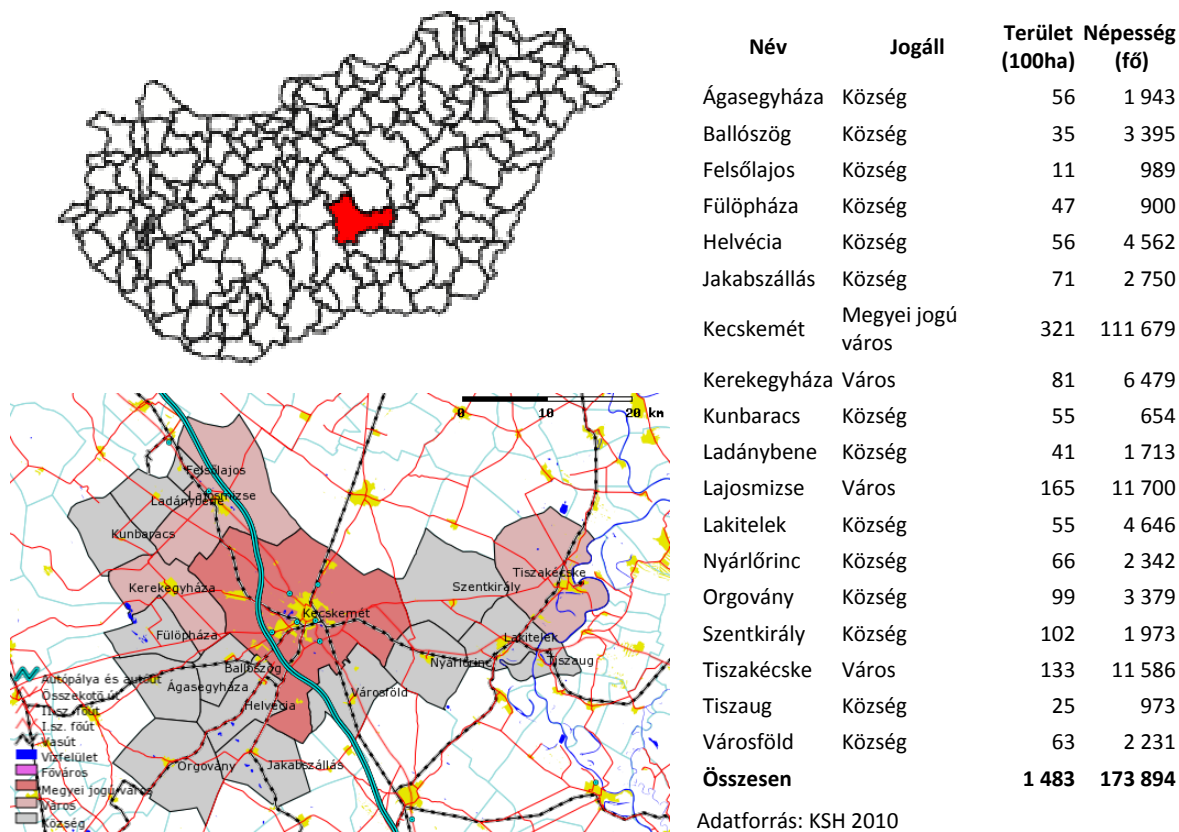 Név Jogáll Terület (100ha) Népesség (fő)
Ágasegyháza Község 56 1 943
Ballószög Község 35 3 395
Felsőlajos Község 11 989
Fülöpháza Község 47 900
Helvécia Község 56 4 562
Jakabszállás Község 71 2 750
Kecskemét Megyei jogú város 321 111 679
Kerekegyháza Város 81 6 479
Kunbaracs Község 55 654
Ladánybene Község 41 1 713
Lajosmizse Város 165 11 700
Lakitelek Község 55 4 646
Nyárlőrinc Község 66 2 342
Orgovány Község 99 3 379
Szentkirály Község 102 1 973
Tiszakécske Város 133 11 586
Tiszaug Község 25 973
Városföld Község 63 2 231
Összesen 1 483 173 894
Adatforrás: KSH 2010
0 10 20 km
Felsőlajos
Lajosmizse
Ladánybene
Kunbaracs
Kerekegyháza
Fülöpháza
Kecskemét
Szentkirály
Tiszakécske
Lakitelek
Tiszaug
Nyárlőrinc
Ballószög
Ágasegyháza
Helvécia
Városföld
Orgovány
Jakabszállás
Autópálya és autóút
Összekötő út
II.sz. főút
I.sz. főút
Vasút
Vízfelület
Főváros
Megyei jogú város
Város
Község